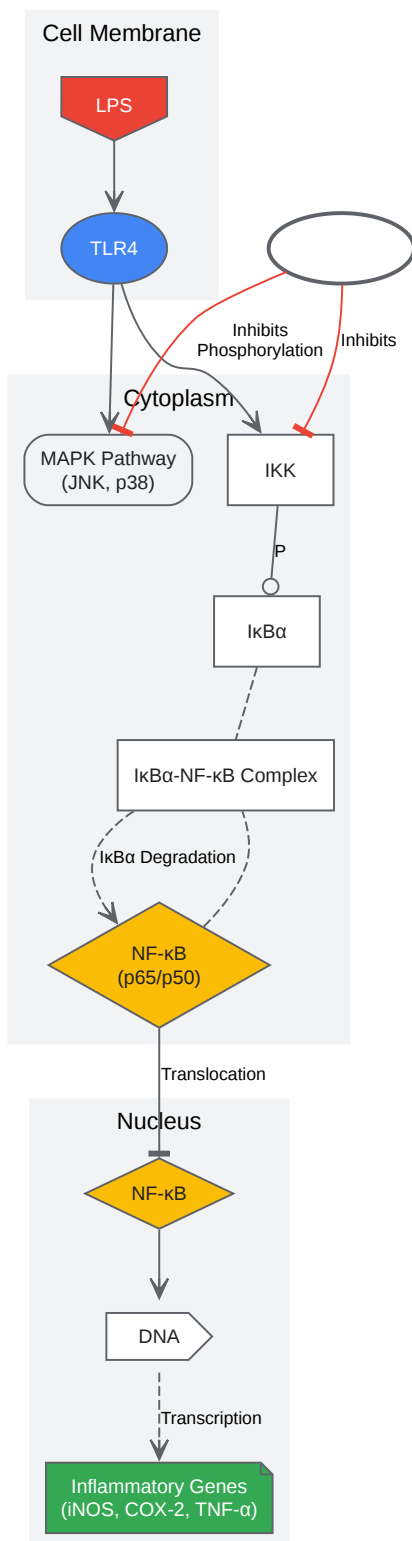 Cell Membrane
LPS
TLR4
Inhibits
Phosphorylation
Inhibits
Cytoplasm
MAPK Pathway
(JNK, p38)
IKK
P
IκBα
IκBα-NF-κB Complex
IκBα Degradation
NF-κB
(p65/p50)
Translocation
Nucleus
NF-κB
DNA
Transcription
Inflammatory Genes
(iNOS, COX-2, TNF-α)